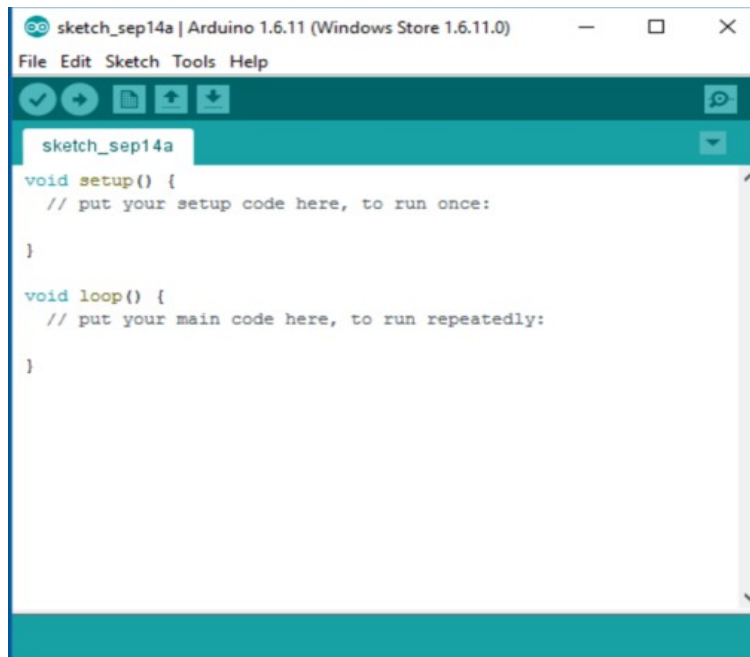 sketch_sep14a | Arduino 1.6.11 (Windows Store 1.6.11.0)
File Edit Sketch Tools Help
sketch_sep14a
void setup() {
  // put your setup code here, to run once:
}
void loop() {
  // put your main code here, to run repeatedly:
}